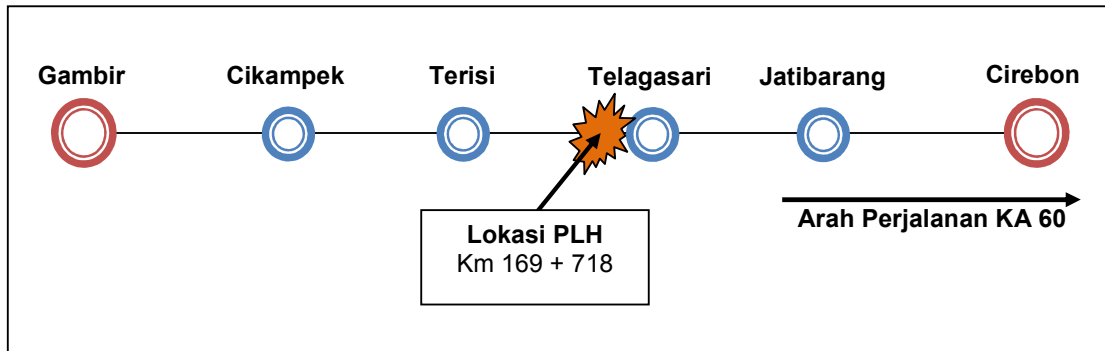 Gambir
Cikampek
Terisi
Telagasari
Jatibarang
Cirebon
Arah Perjalanan KA 60
Lokasi PLH
Km 169 + 718